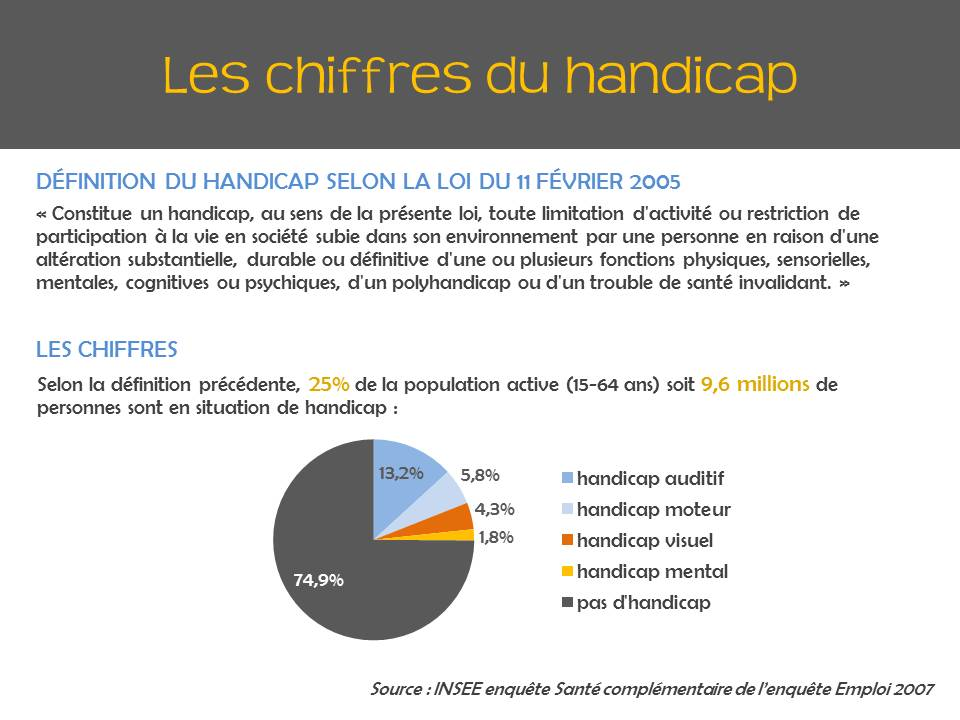 Les chiffres du handicap
DÉFINITION DU HANDICAP SELON LA LOI DU 11 FÉVRIER 2005
« Constitue un handicap, au sens de la présente loi, toute limitation d'activité ou restriction de
participation à la vie en société subie dans son environnement par une personne en raison d'une
altération substantielle, durable ou définitive d'une ou plusieurs fonctions physiques, sensorielles,
mentales, cognitives ou psychiques, d'un polyhandicap ou d'un trouble de santé invalidant. »
LES CHIFFRES
Selon la définition précédente, 25% de la population active (15-64 ans) soit 9,6 millions de
personnes sont en situation de handicap :
13,2%
5,8%
4,3%
1,8%
74,9%
handicap auditif
handicap moteur
handicap visuel
handicap mental
pas d'handicap
Source : INSEE enquête Santé complémentaire de l'enquête Emploi 2007